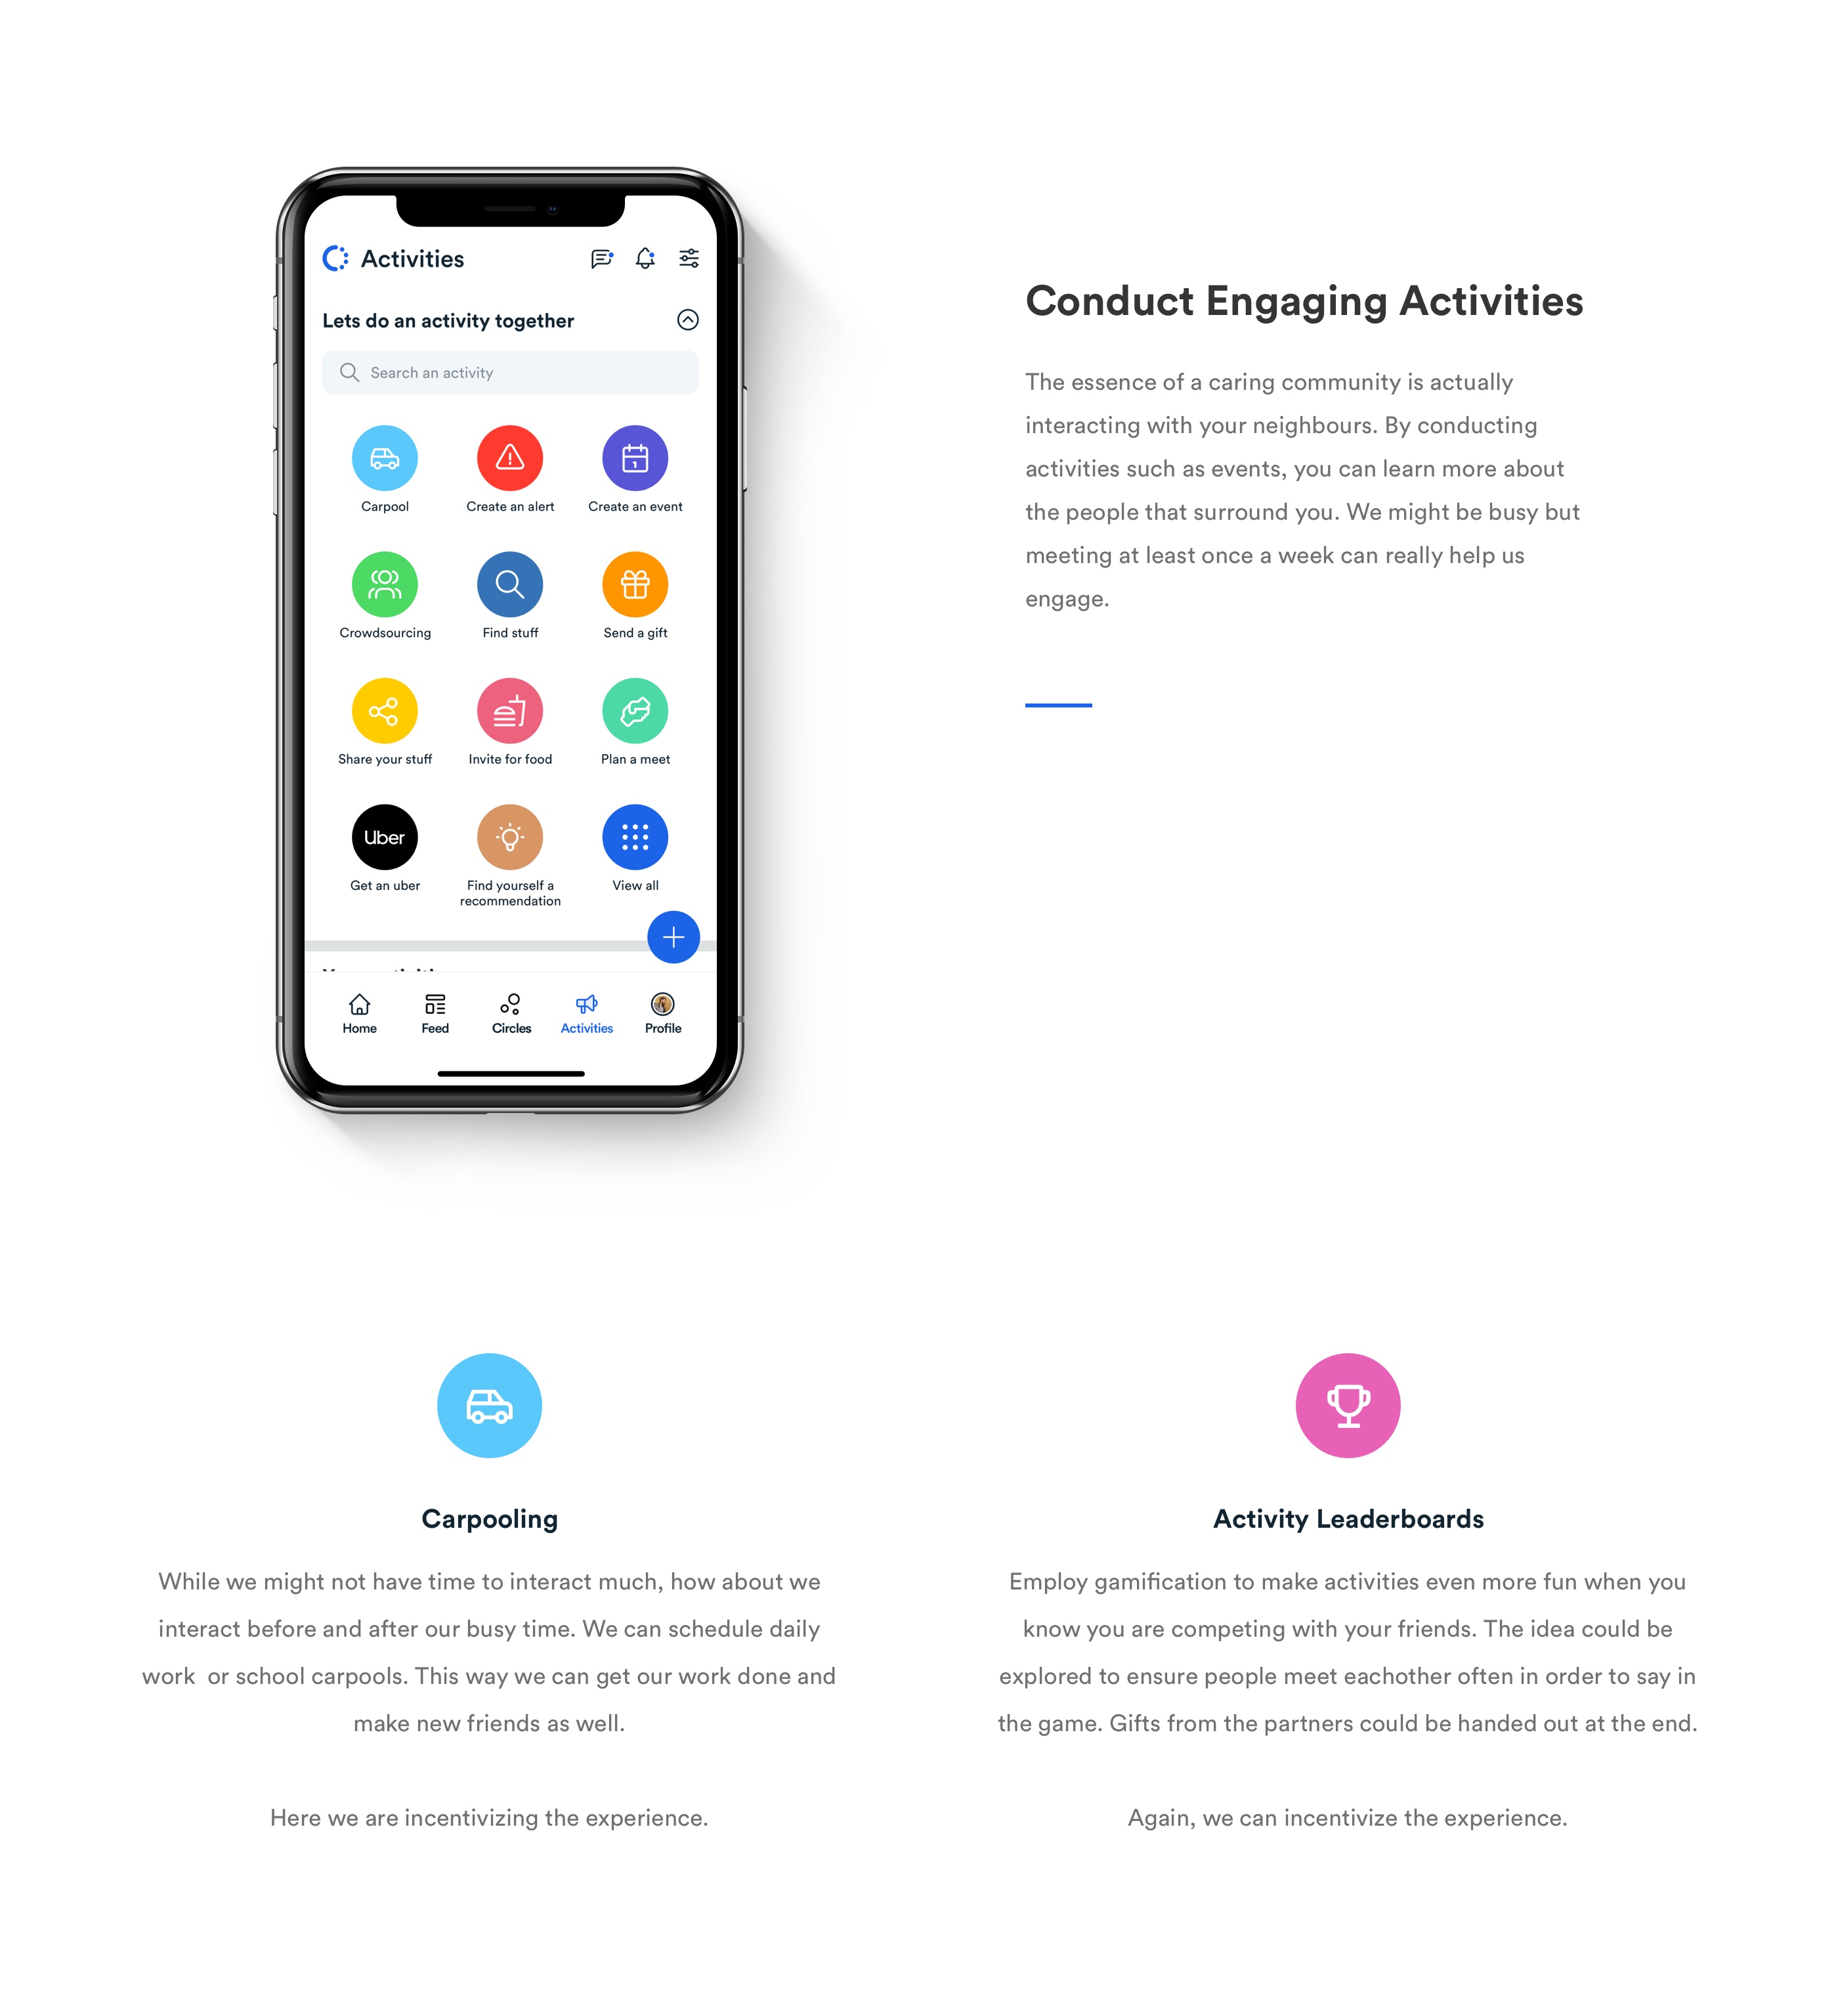 Activities
Lets do an activity together
Search an activity
Carpool
Create an alert
Create an event
1
Crowdsourcing
Find stuff
Send a gift
Share your stuff
Invite for food
Plan a meet
Uber
Get an uber
Find yourself a
recommendation
View all
Home
Feed
Circles
Activities
Profile
Conduct Engaging Activities
The essence of a caring community is actually
interacting with your neighbours. By conducting
activities such as events, you can learn more about
the people that surround you. We might be busy but
meeting at least once a week can really help us
engage.
Carpooling
While we might not have time to interact much, how about we
interact before and after our busy time. We can schedule daily
work  or school carpools. This way we can get our work done and
make new friends as well.
Here we are incentivizing the experience.
Activity Leaderboards
Employ gamification to make activities even more fun when you
know you are competing with your friends. The idea could be
explored to ensure people meet eachother often in order to say in
the game. Gifts from the partners could be handed out at the end.
Again, we can incentivize the experience.